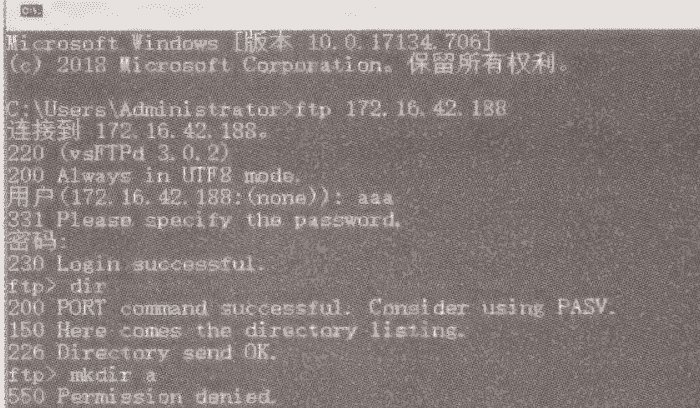 Microsoft Windows [版本 10.0.17134.706]
(c) 2018 Microsoft Corporation。保留所有权利。
C:\Users\Administrator>ftp 172.16.42.188
连接到 172.16.42.188。
220 (vsFTPd 3.0.2)
200 Always in UTF8 mode.
用户(172.16.42.188:(none)): aaa
331 Please specify the password.
密码:
230 Login successful.
ftp> dir
200 PORT command successful. Consider using PASV.
150 Here comes the directory listing.
226 Directory send OK.
ftp> mkdir a
550 Permission denied.